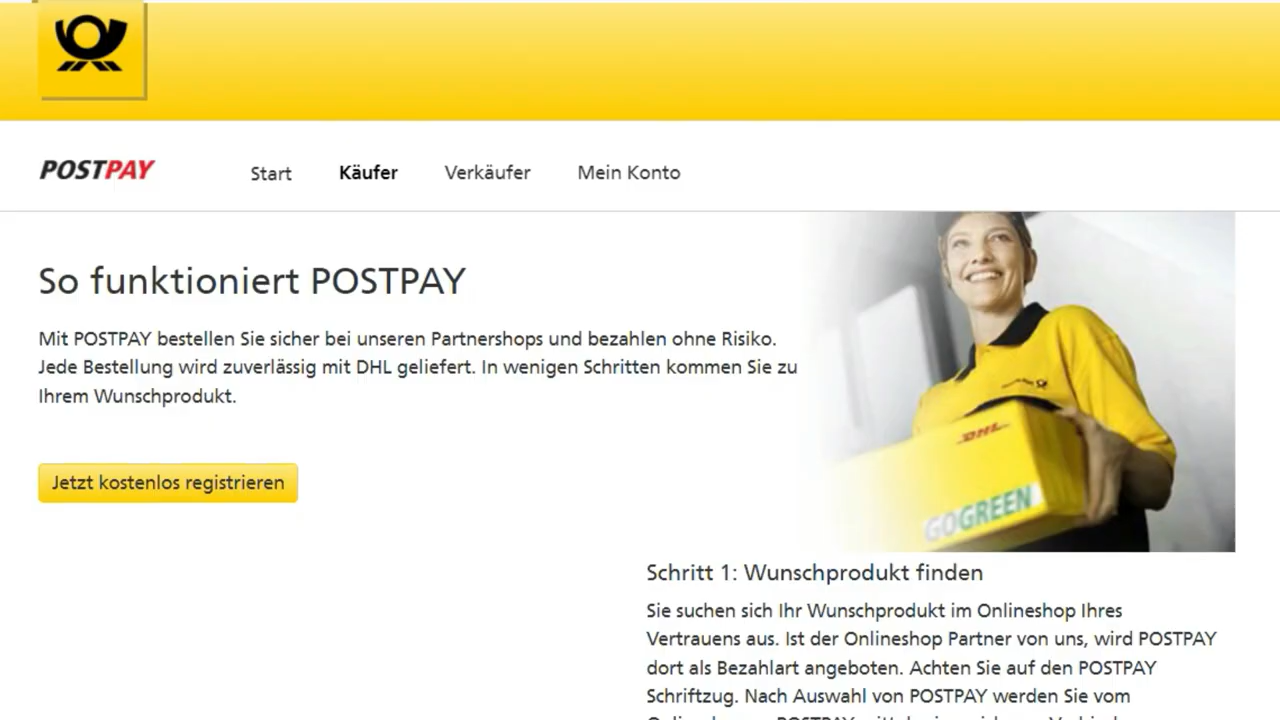 POSTPAY
Start
Käufer
Verkäufer
Mein Konto
So funktioniert POSTPAY
Mit POSTPAY bestellen Sie sicher bei unseren Partnershops und bezahlen ohne Risiko.
Jede Bestellung wird zuverlässig mit DHL geliefert. In wenigen Schritten kommen Sie zu
Ihrem Wunschprodukt.
Jetzt kostenlos registrieren
DHL
GOGREEN
Schritt 1: Wunschprodukt finden
Sie suchen sich Ihr Wunschprodukt im Onlineshop Ihres
Vertrauens aus. Ist der Onlineshop Partner von uns, wird POSTPAY
dort als Bezahlart angeboten. Achten Sie auf den POSTPAY
Schriftzug. Nach Auswahl von POSTPAY werden Sie vom